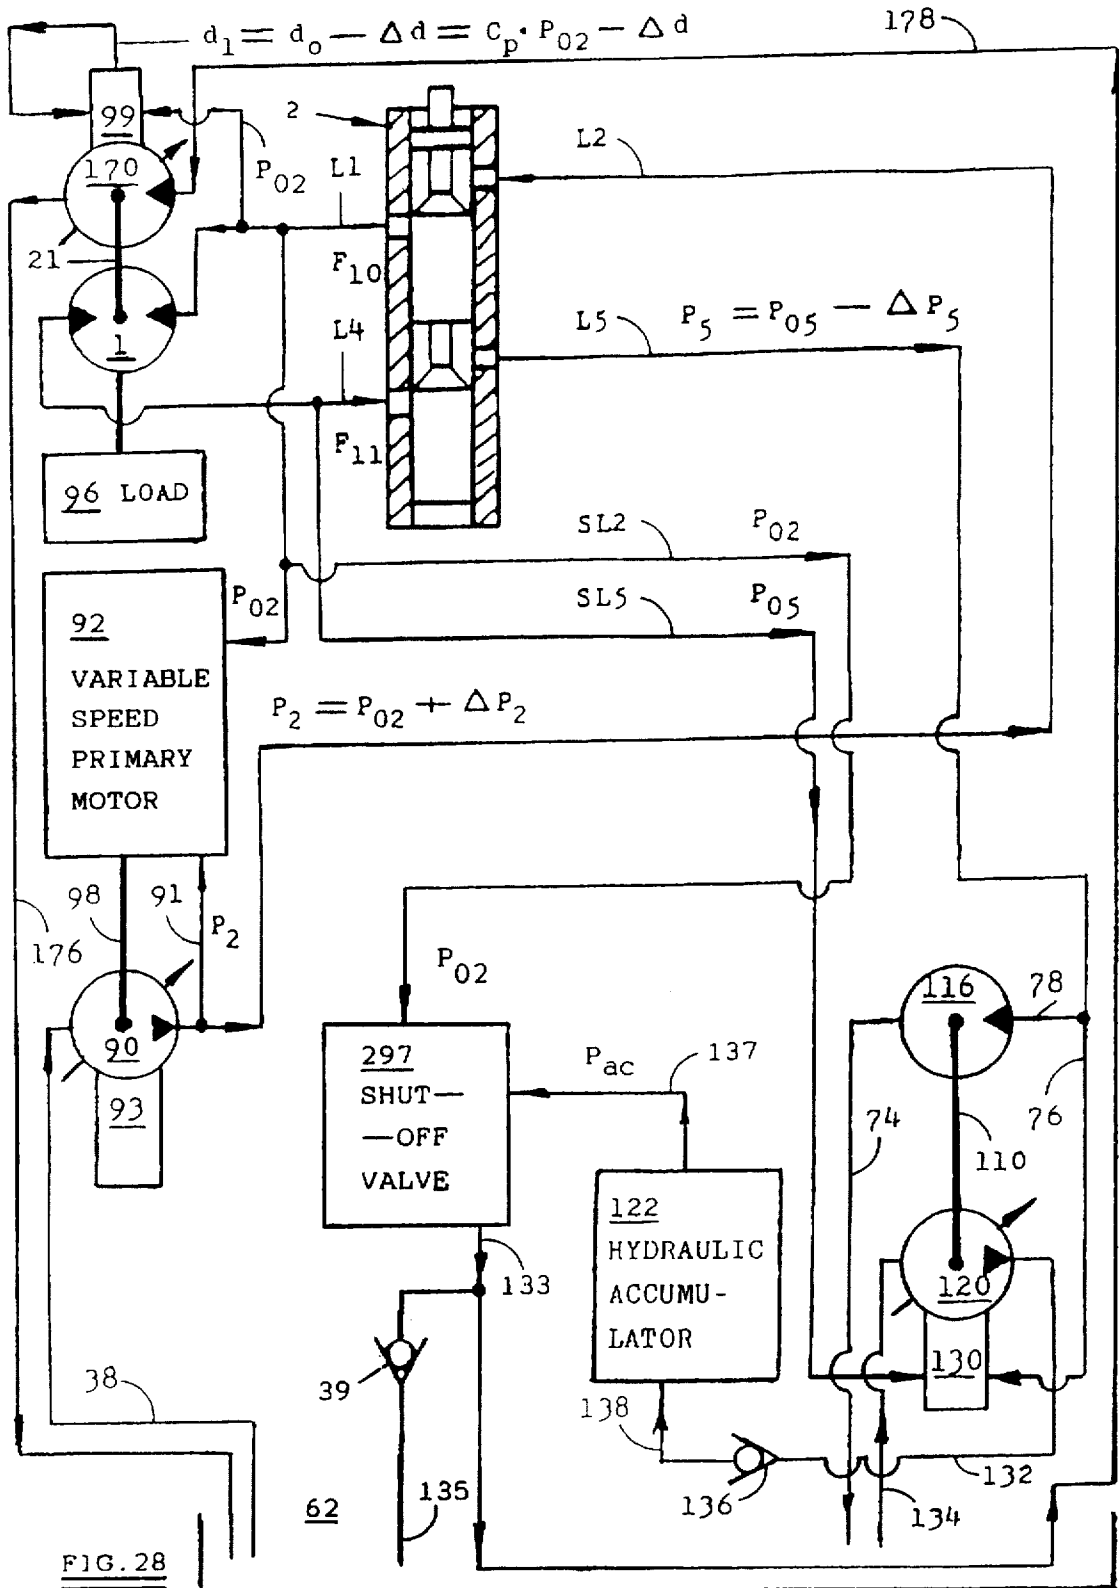 d₁ = d₀ − Δd = Cₚ· P₀₂ − Δd
178
99
2
170
P₀₂
L1
L2
21
F₁₀
L5
P₅ = P₀₅ − ΔP₅
1
L4
F₁₁
96 LOAD
SL2
P₀₂
P₀₂
SL5
P₀₅
92
VARIABLE
SPEED
PRIMARY
MOTOR
P₂ = P₀₂ + ΔP₂
98
91
P₂
176
P₀₂
116
78
90
297
SHUT—
—OFF
VALVE
Pₐc
137
93
74
76
110
122
HYDRAULIC
ACCUMU-
LATOR
133
120
130
39
38
138
136
132
135
134
62
FIG.28